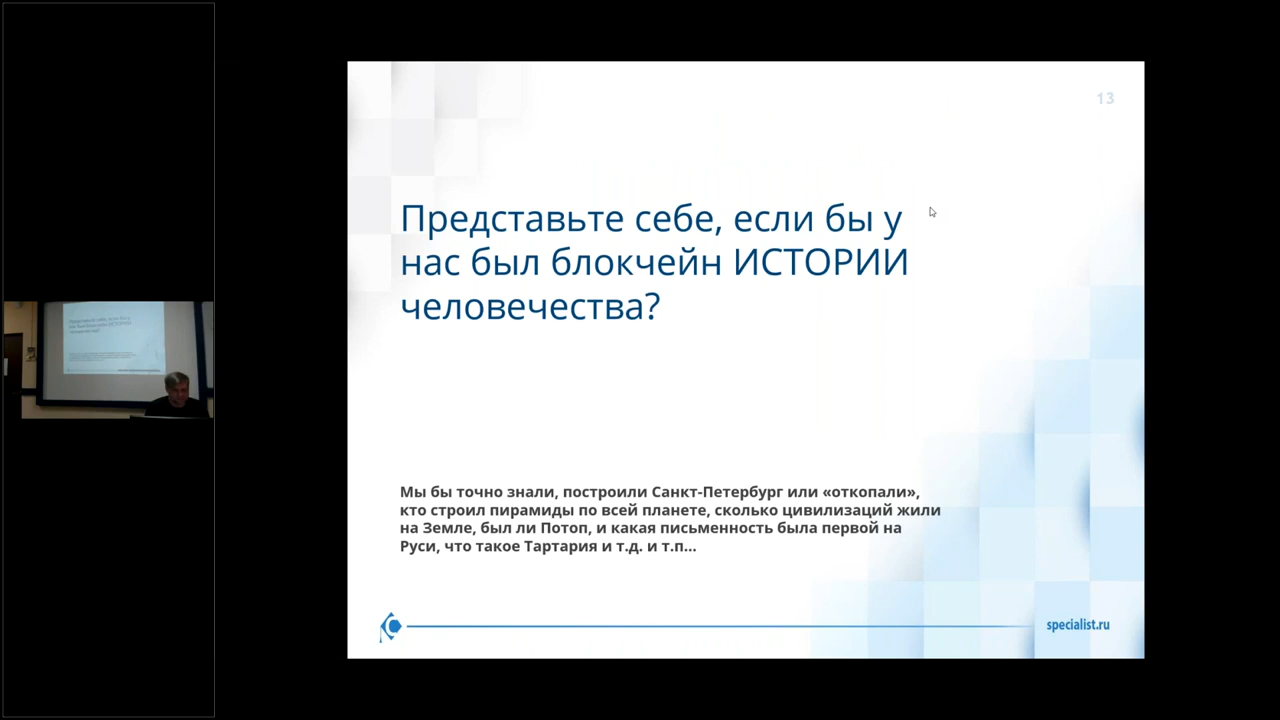 13
Представьте себе, если бы у
нас был блокчейн ИСТОРИИ
человечества?
Мы бы точно знали, построили Санкт-Петербург или «откопали»,
кто строил пирамиды по всей планете, сколько цивилизаций жили
на Земле, был ли Потоп, и какая письменность была первой на
Руси, что такое Тартария и т.д. и т.п...
specialist.ru